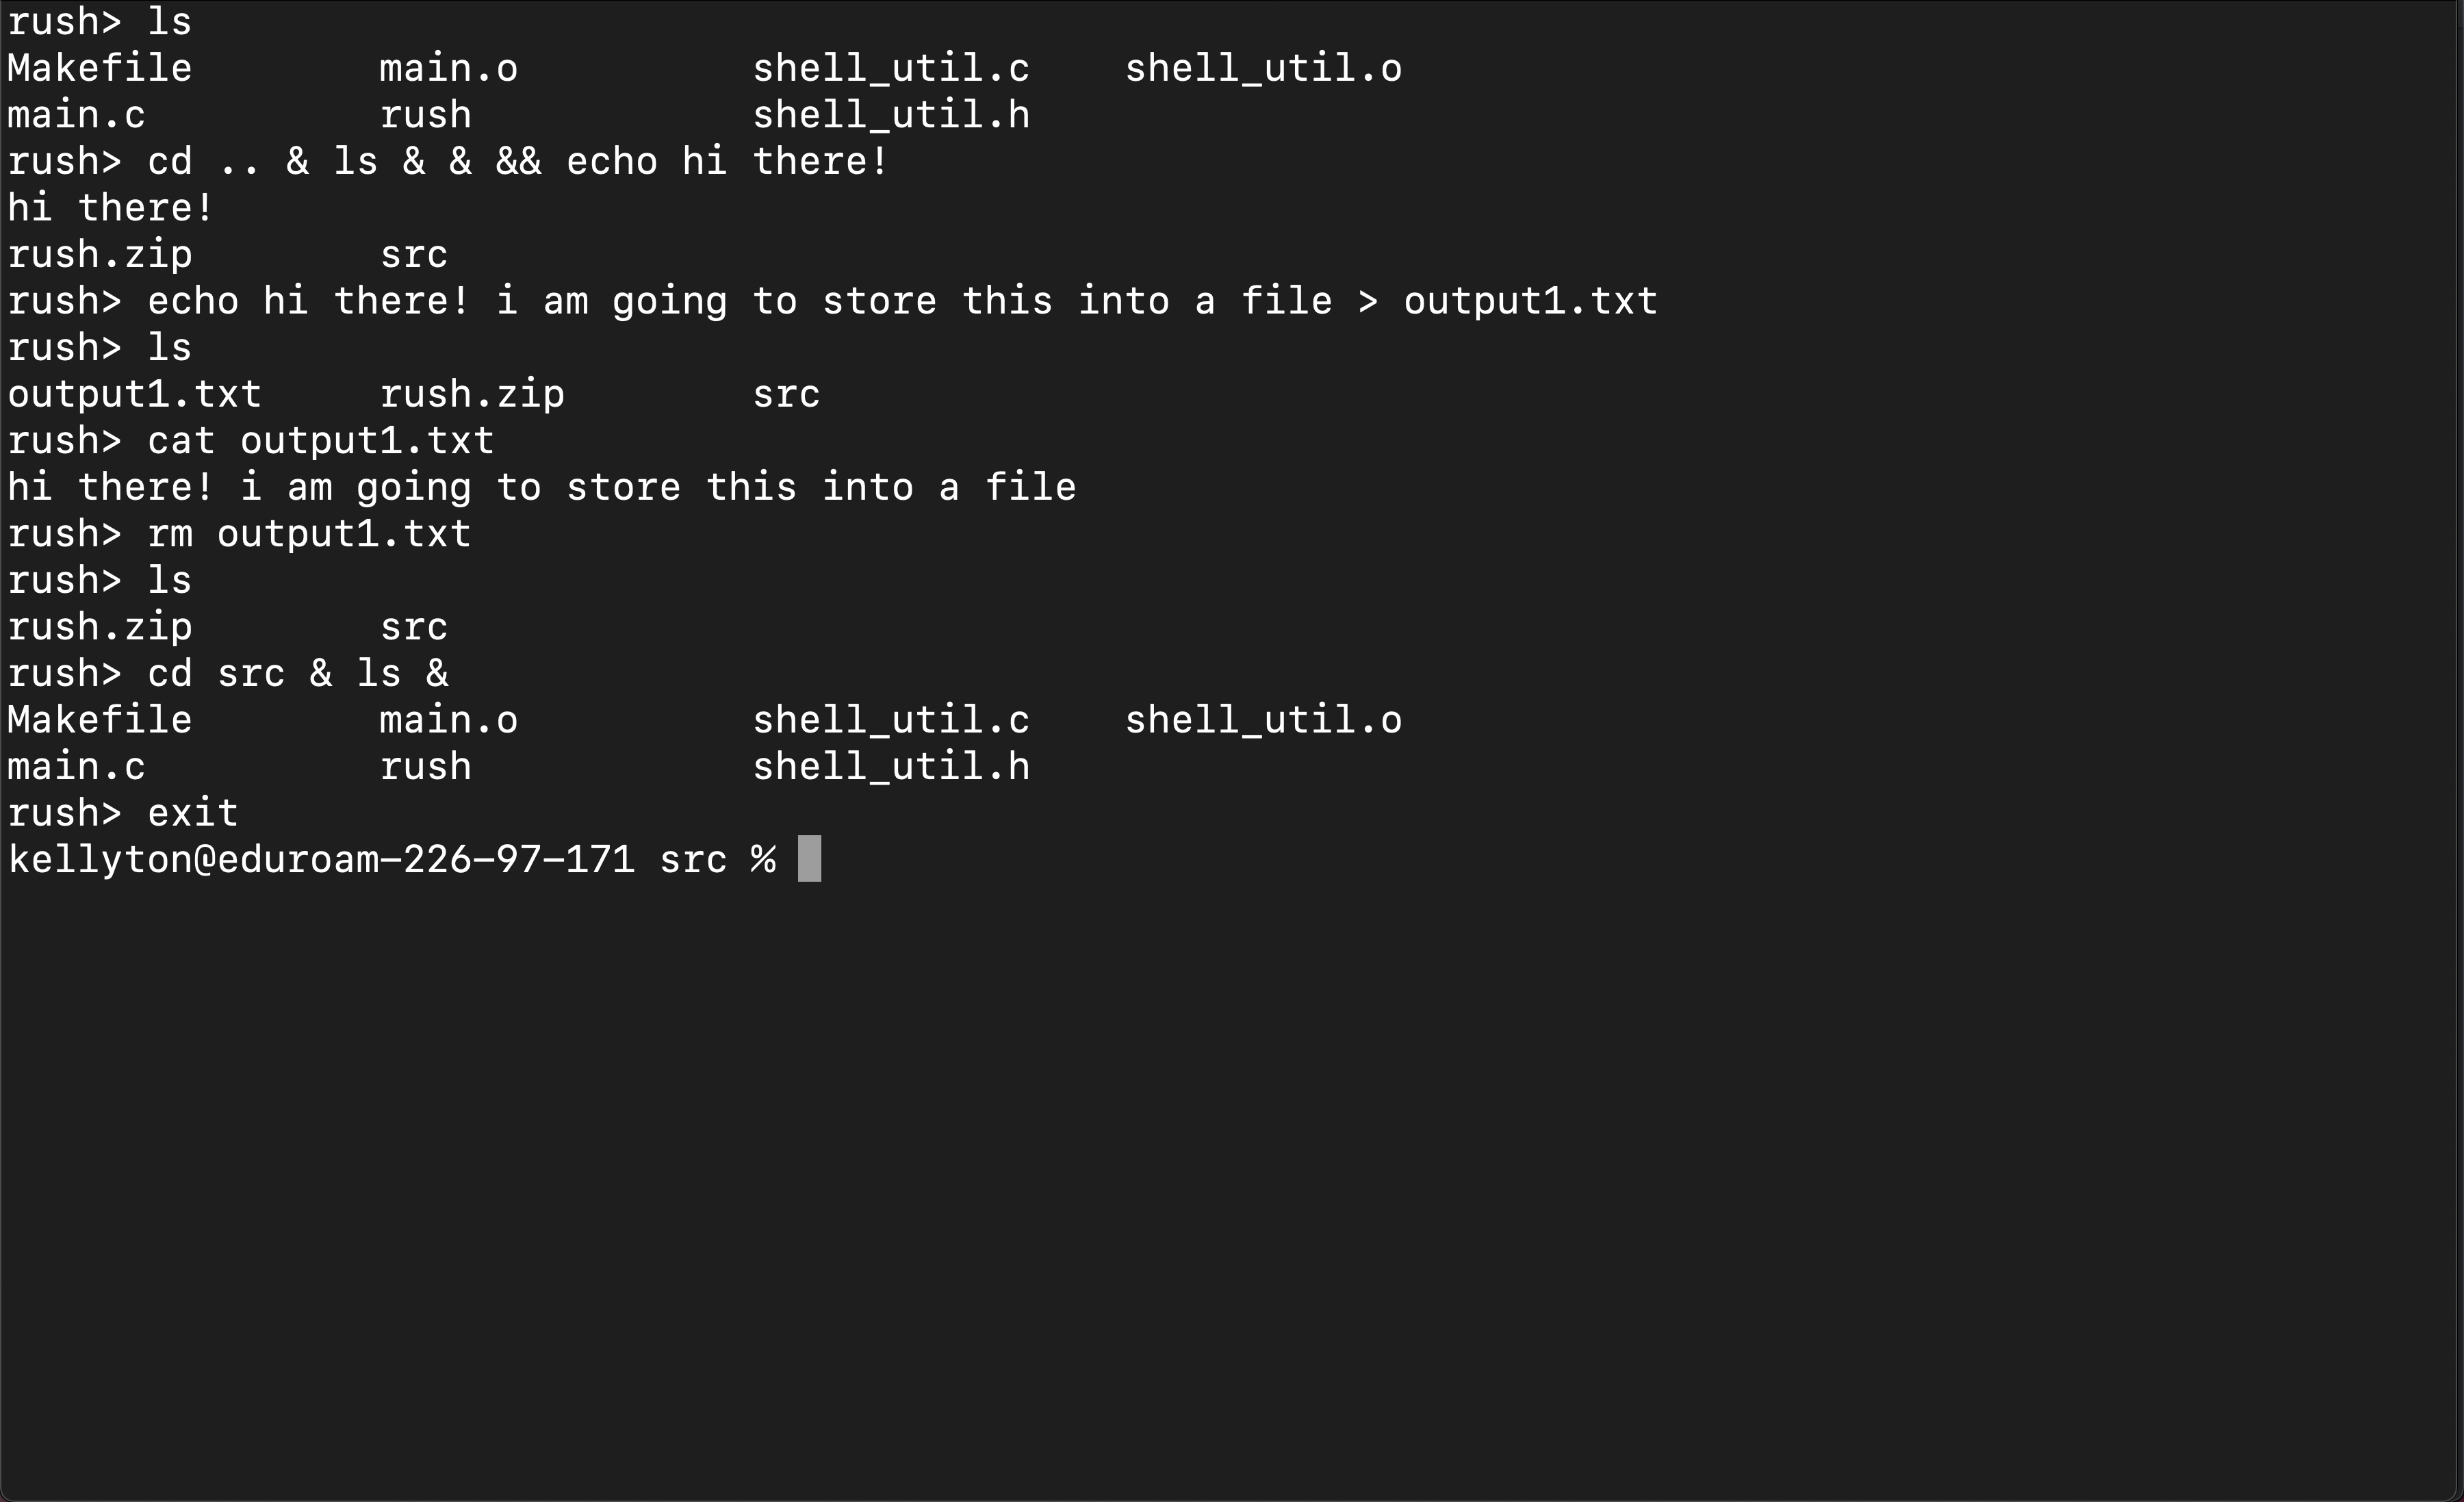 rush> ls
Makefile        main.o          shell_util.c    shell_util.o
main.c          rush            shell_util.h
rush> cd .. & ls & & && echo hi there!
hi there!
rush.zip        src
rush> echo hi there! i am going to store this into a file > output1.txt
rush> ls
output1.txt     rush.zip        src
rush> cat output1.txt
hi there! i am going to store this into a file
rush> rm output1.txt
rush> ls
rush.zip        src
rush> cd src & ls &
Makefile        main.o          shell_util.c    shell_util.o
main.c          rush            shell_util.h
rush> exit
kellyton@eduroam-226-97-171 src %